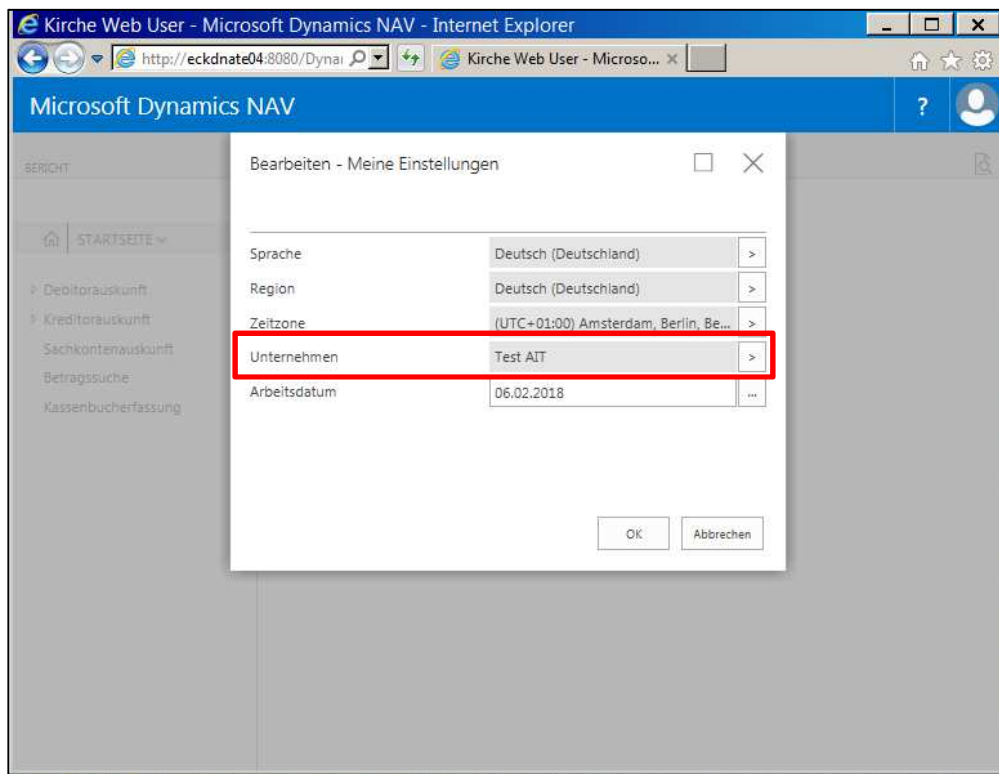 Kirche Web User - Microsoft Dynamics NAV - Internet Explorer
http://eckdnate04:8080/Dynai
Kirche Web User - Microso...
Microsoft Dynamics NAV
?
BERICHT
Bearbeiten - Meine Einstellungen
STARTSEITE
Sprache Deutsch (Deutschland) >
Debitorauskunft
Region Deutsch (Deutschland) >
Kreditorauskunft
Zeitzone (UTC+01:00) Amsterdam, Berlin, Be... >
Sachkontenauskunft
Unternehmen Test AIT >
Betragssuche
Arbeitsdatum 06.02.2018 ...
Kassenbucherfassung
OK Abbrechen